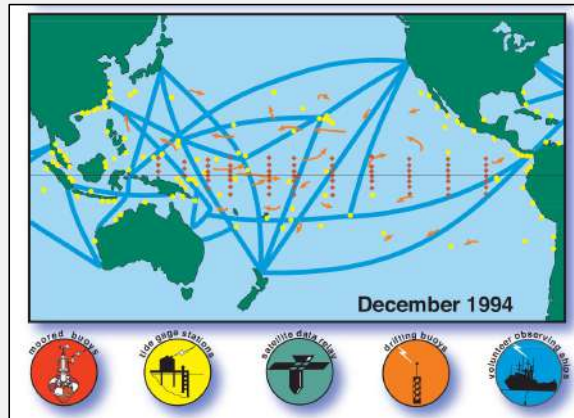 December 1994
moored buoys
tide gage stations
satellite data relay
drifting buoys
volunteer observing ships